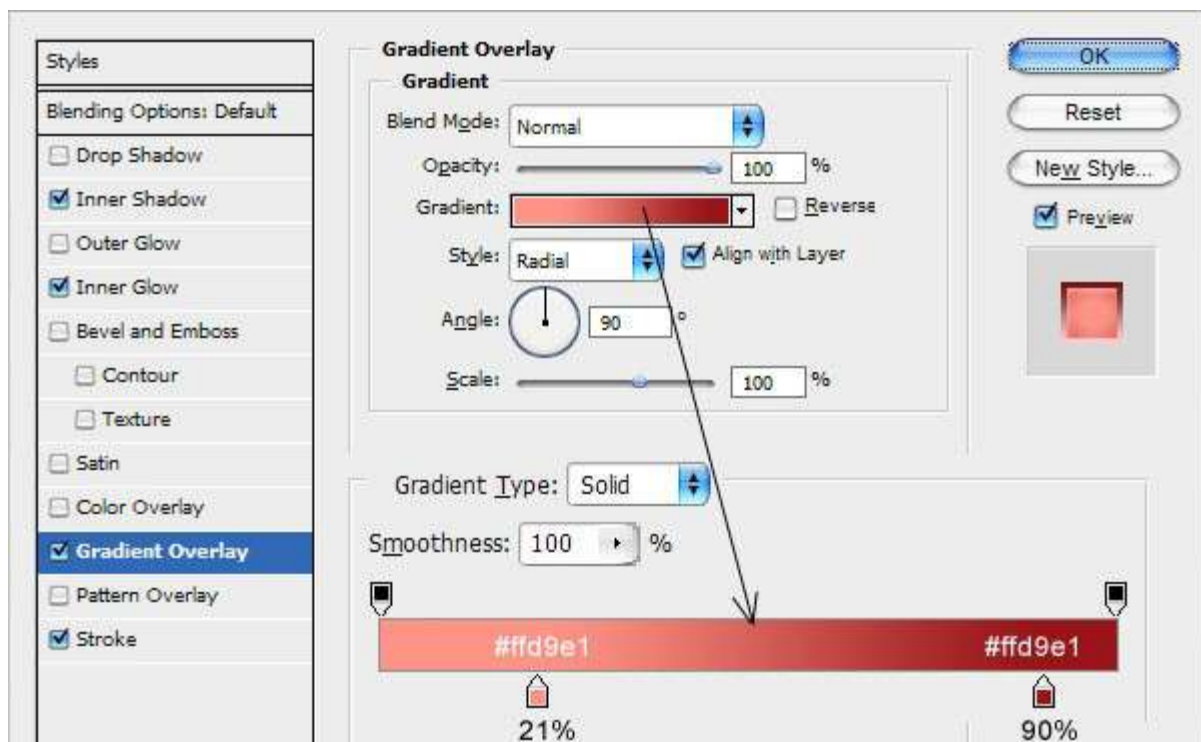 Styles
Blending Options: Default
Drop Shadow
Inner Shadow
Outer Glow
Inner Glow
Bevel and Emboss
Contour
Texture
Satin
Color Overlay
Gradient Overlay
Pattern Overlay
Stroke
Gradient Overlay
Gradient
Blend Mode: Normal
Opacity: 100 %
Gradient: Reverse
Style: Radial Align with Layer
Angle: 90 °
Scale: 100 %
Gradient Type: Solid
Smoothness: 100 %
#ffd9e1 #ffd9e1
21% 90%
OK
Reset
New Style...
Preview